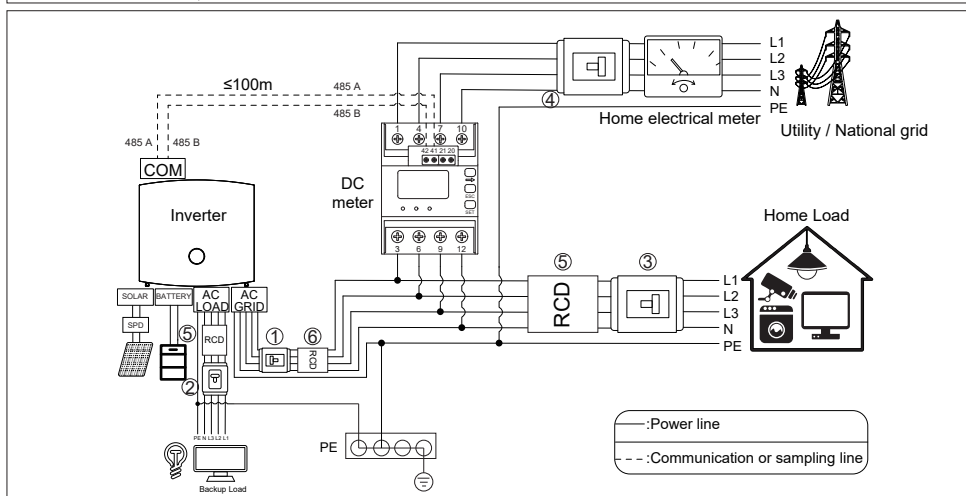 L1
L2
L3
N
PE
≤100m
485 A
485 B
④
Home electrical meter
Utility / National grid
485 A
485 B
COM
1 4 7 10
42 41 21 20
ESC
SET
DC
meter
3 6 9 12
Inverter
Home Load
SOLAR
BATTERY
AC
LOAD
AC
GRID
SPD
⑤
RCD
②
①
⑥
RCD
⑤
RCD
③
L1
L2
L3
N
PE
PE N L3 L2 L1
Backup Load
PE
:Power line
:Communication or sampling line